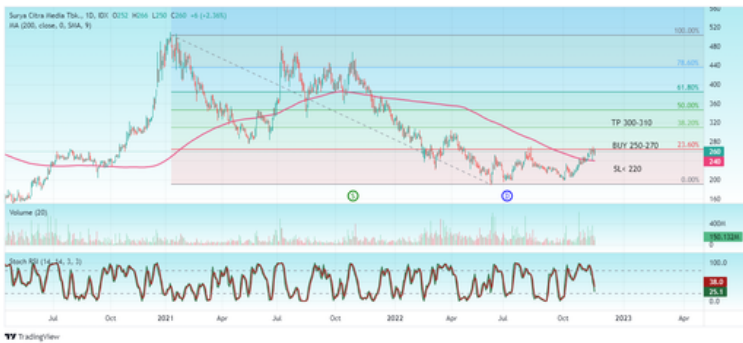 Surya Citra Media Tbk., 1D, IDX O252 H266 L250 C260 +6 (+2.36%)
MA (200, close, 0, SMA, 9)
560
520
480
440
400
360
320
280
260
240
200
160
100.00%
78.60%
61.80%
50.00%
38.20%
23.60%
0.00%
TP 300-310
BUY 250-270
SL< 220
S
D
Volume (20)
400M
150.132M
0
Stoch RSI (14, 14, 3, 3)
100.0
38.0
25.1
0.0
Jul
Oct
2021
Apr
Jul
Oct
2022
Apr
Jul
Oct
2023
Apr
TradingView